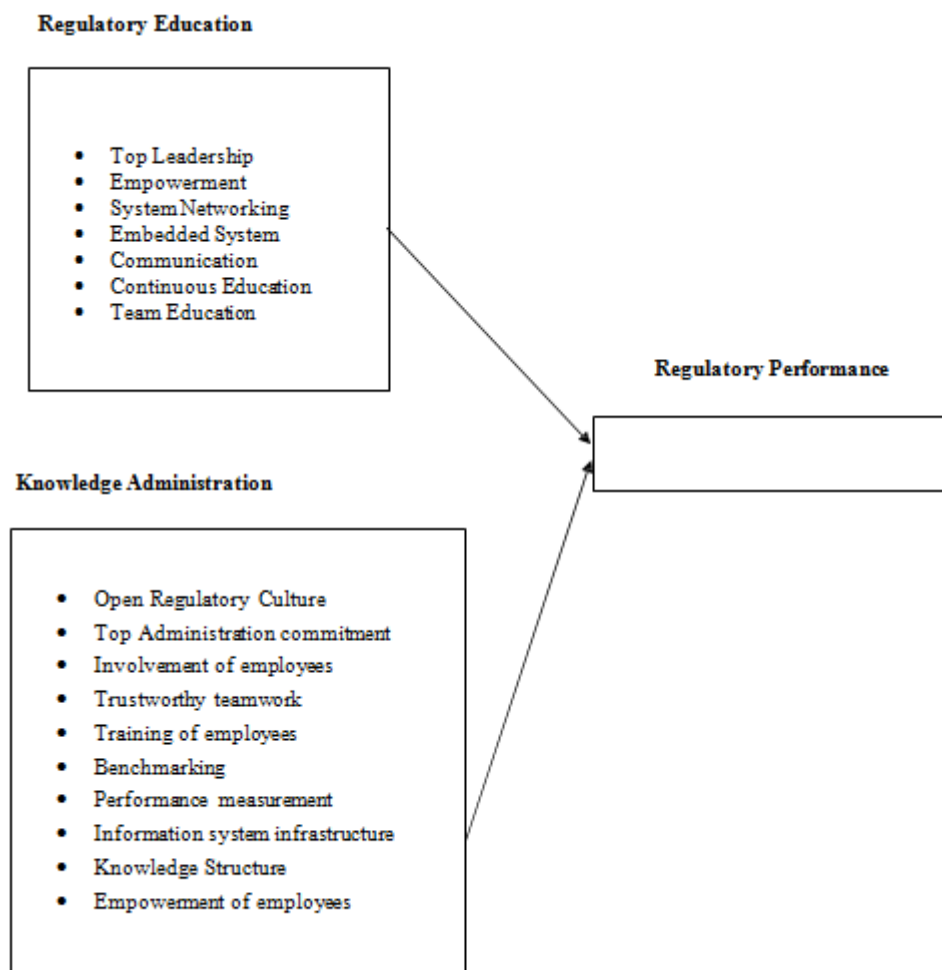 Regulatory Education
• Top Leadership
• Empowerment
• System Networking
• Embedded System
• Communication
• Continuous Education
• Team Education
Regulatory Performance
Knowledge Administration
• Open Regulatory Culture
• Top Administration commitment
• Involvement of employees
• Trustworthy teamwork
• Training of employees
• Benchmarking
• Performance measurement
• Information system infrastructure
• Knowledge Structure
• Empowerment of employees